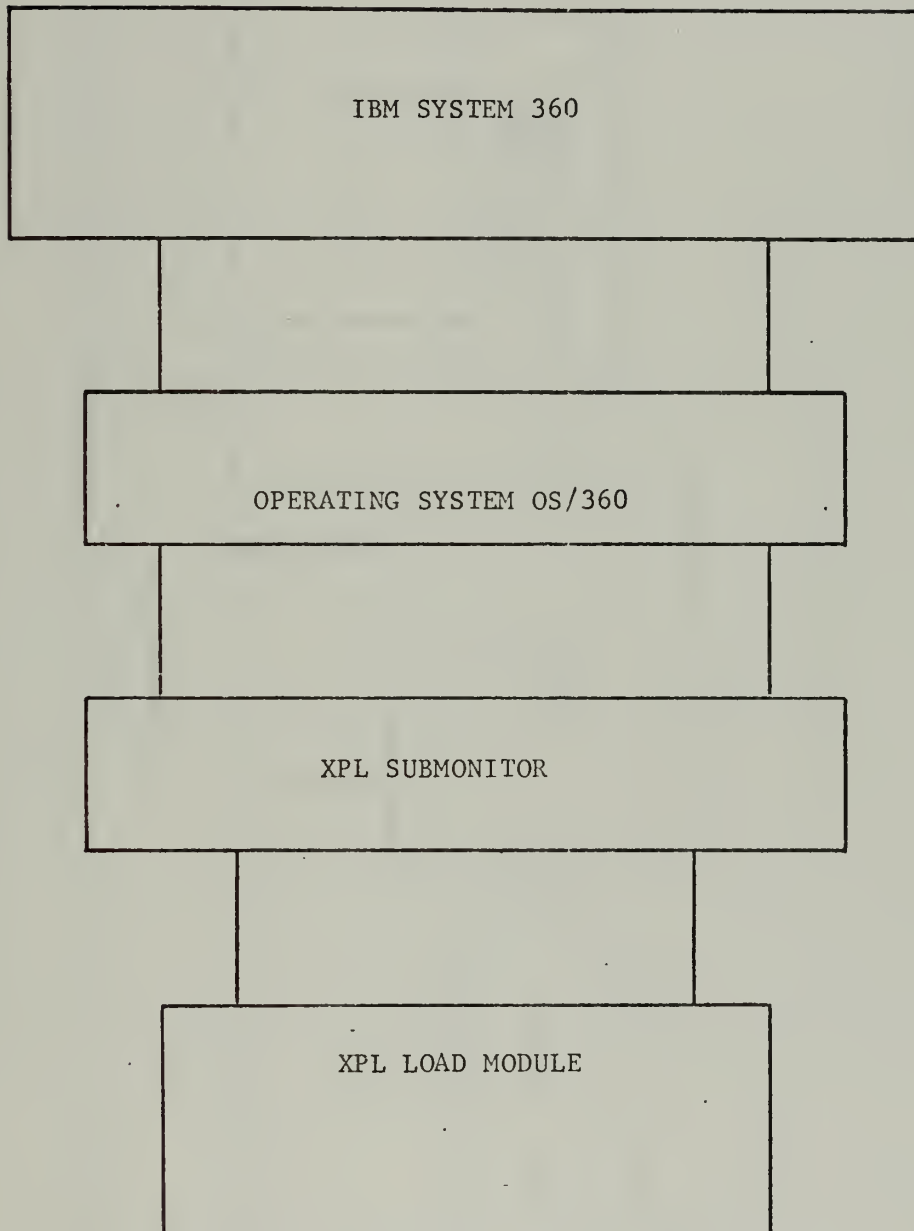 IBM SYSTEM 360
OPERATING SYSTEM OS/360
XPL SUBMONITOR
XPL LOAD MODULE